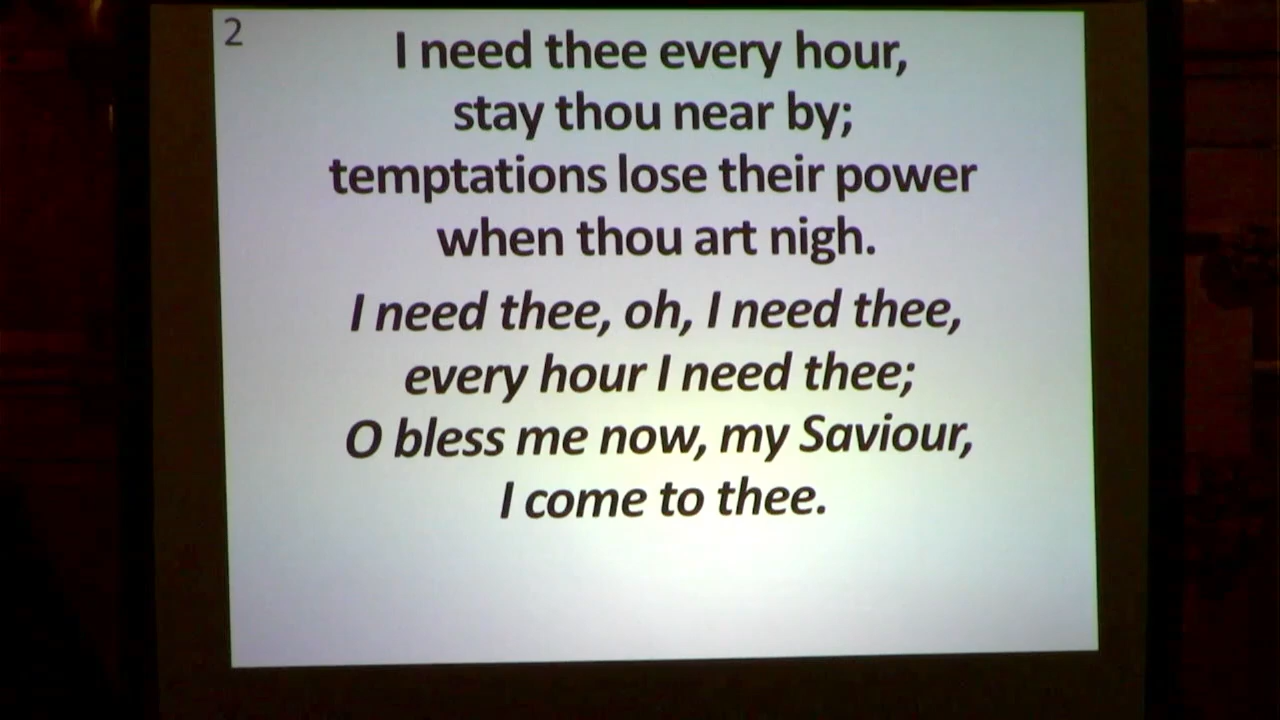 2
I need thee every hour,
stay thou near by;
temptations lose their power
when thou art nigh.
I need thee, oh, I need thee,
every hour I need thee;
O bless me now, my Saviour,
I come to thee.